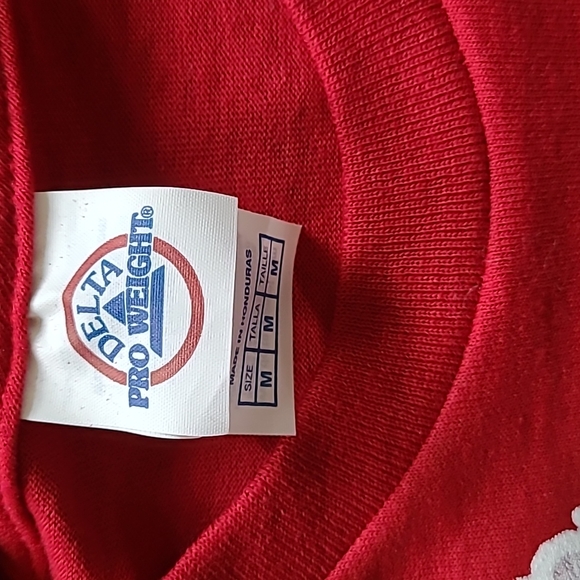 DELTA
PRO WEIGHT®
MADE IN HONDURAS
SIZE TALLA TAILLE
M M M